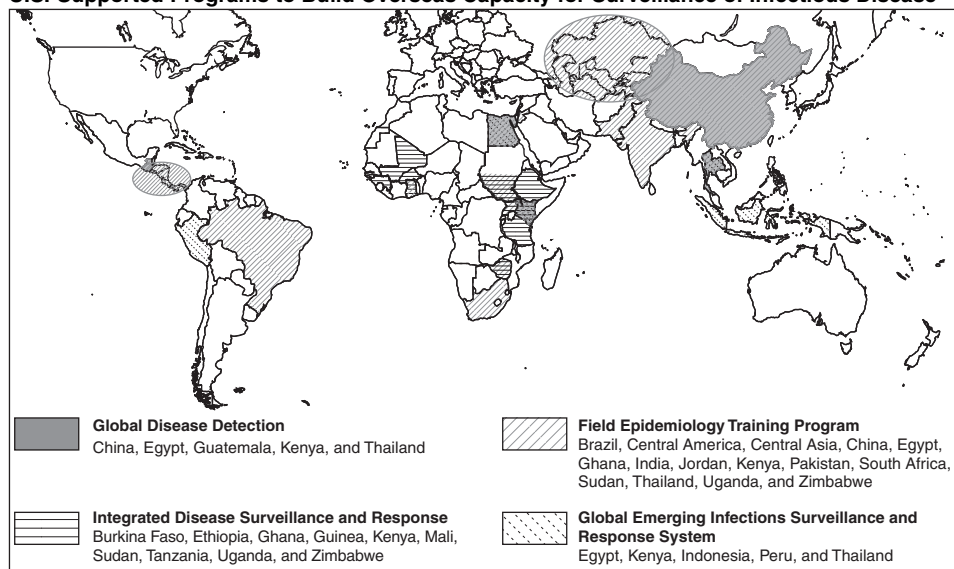 U.S. Supported Programs to Build Overseas Capacity for Surveillance of Infectious Disease
Global Disease Detection
China, Egypt, Guatemala, Kenya, and Thailand
Field Epidemiology Training Program
Brazil, Central America, Central Asia, China, Egypt,
Ghana, India, Jordan, Kenya, Pakistan, South Africa,
Sudan, Thailand, Uganda, and Zimbabwe
Integrated Disease Surveillance and Response
Burkina Faso, Ethiopia, Ghana, Guinea, Kenya, Mali,
Sudan, Tanzania, Uganda, and Zimbabwe
Global Emerging Infections Surveillance and
Response System
Egypt, Kenya, Indonesia, Peru, and Thailand